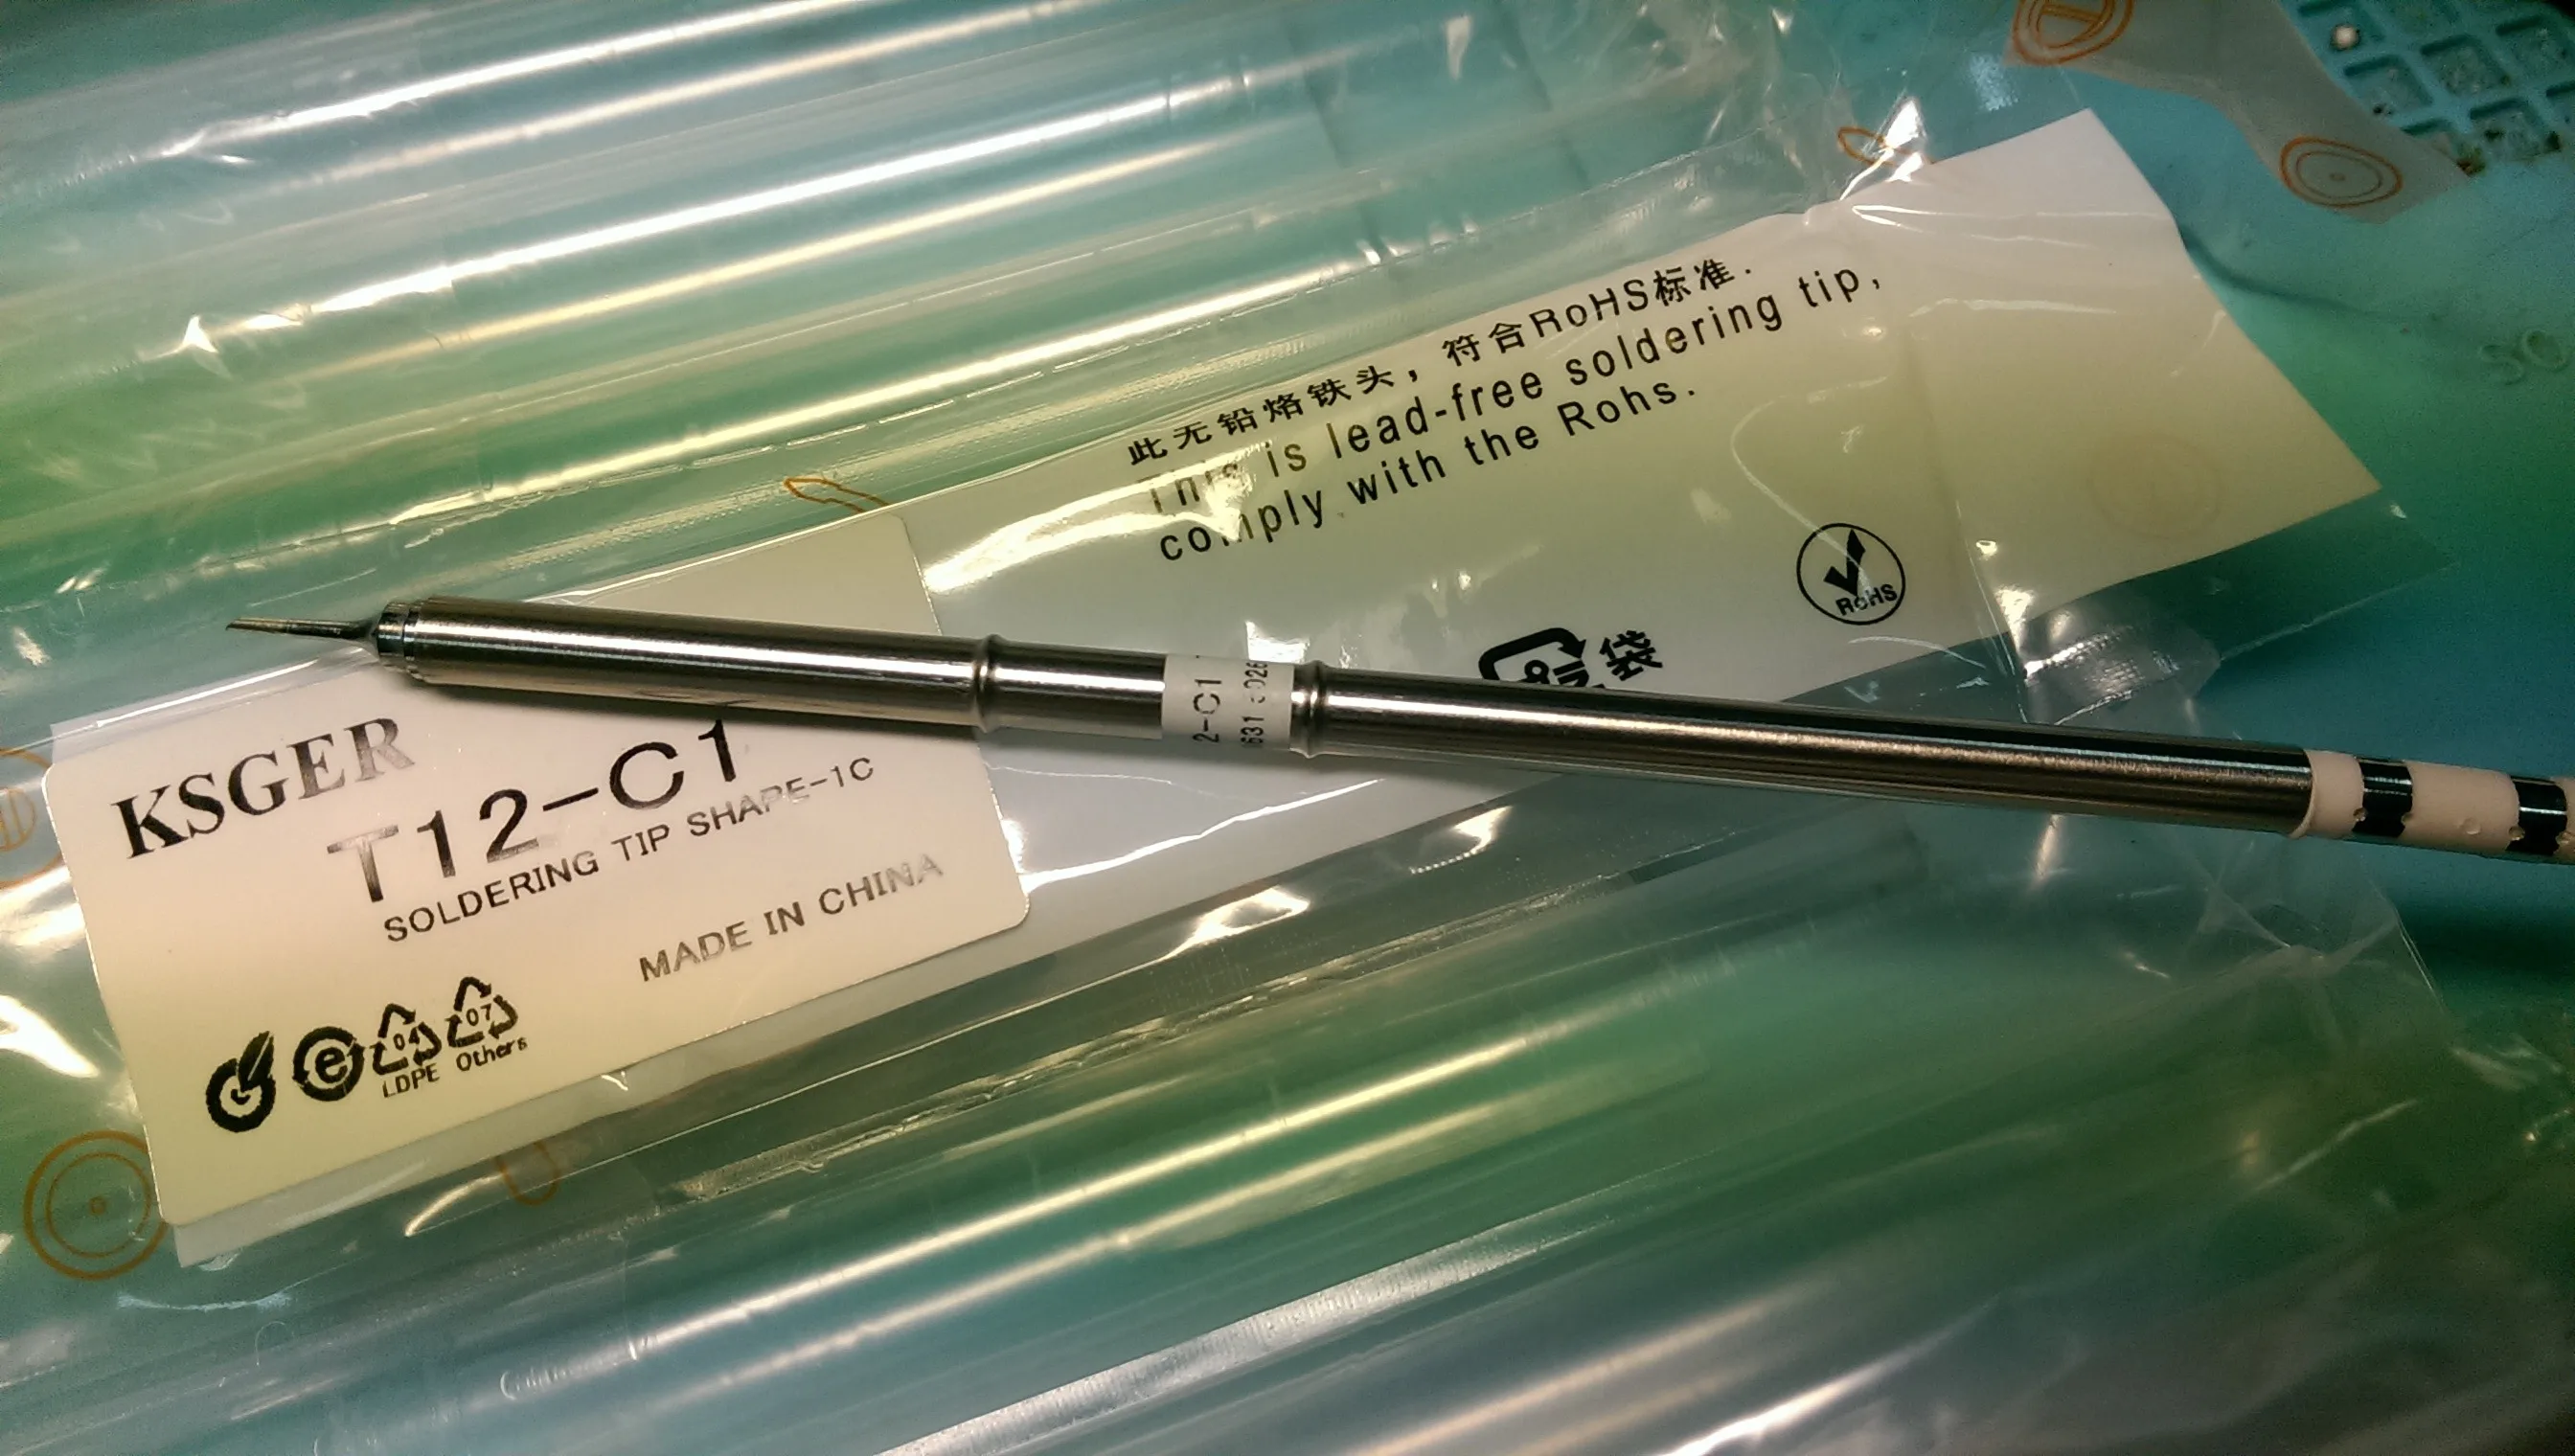 此无铅烙铁头，符合RoHS标准.
This is lead-free soldering tip,
comply with the Rohs.
RoHS
袋
2-C1
KSGER
T12-C1
SOLDERING TIP SHAPE-1C
MADE IN CHINA
e
04
LDPE
07
Others